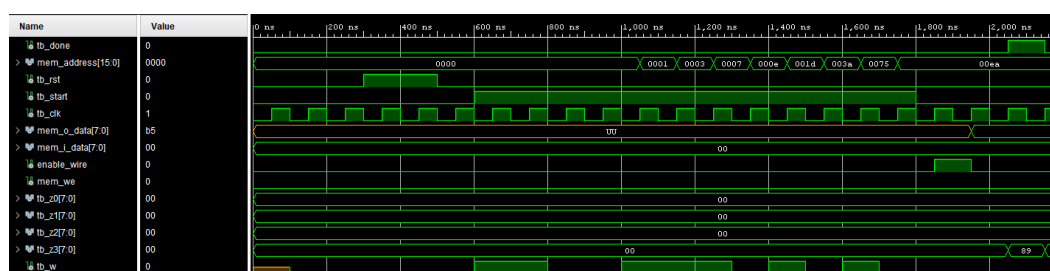 Name Value 0 ns 200 ns 400 ns 600 ns 800 ns 1,000 ns 1,200 ns 1,400 ns 1,600 ns 1,800 ns 2,000 ns
tb_done 0
mem_address[15:0] 0000 0000 0001 0003 0007 000e 001d 003a 0075 00ea
tb_rst 0
tb_start 0
tb_clk 1
mem_o_data[7:0] b5 UU
mem_i_data[7:0] 00 00
enable_wire 0
mem_we 0
tb_z0[7:0] 00 00
tb_z1[7:0] 00 00
tb_z2[7:0] 00 00
tb_z3[7:0] 00 00 89
tb_w 0